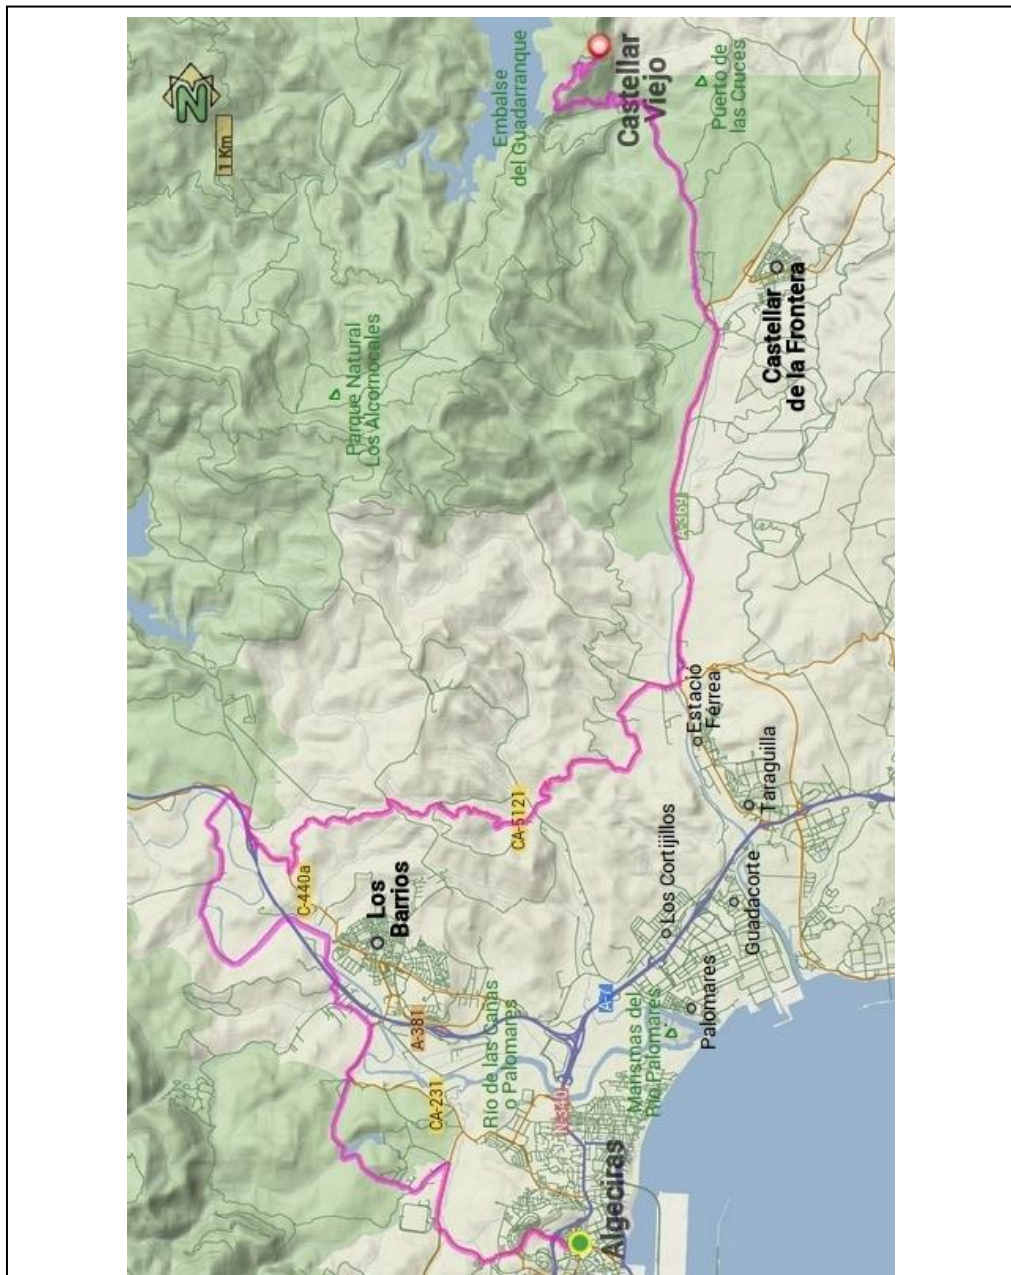 N
1 Km
Embalse
del Guadarranque
Castellar
Viejo
Puerto de
las Cruces
Parque Natural
Los Alcornocales
Castellar
de la Frontera
A-369
Estació
Férrea
Taraguilla
CA-5121
Los Cortijillos
Guadacorte
C-440a
Los
Barrios
A-7
Palomares
A-381
Río de las Cañas
o Palomares
Marismas del
Río Palomares
CA-231
N-340
Algeciras